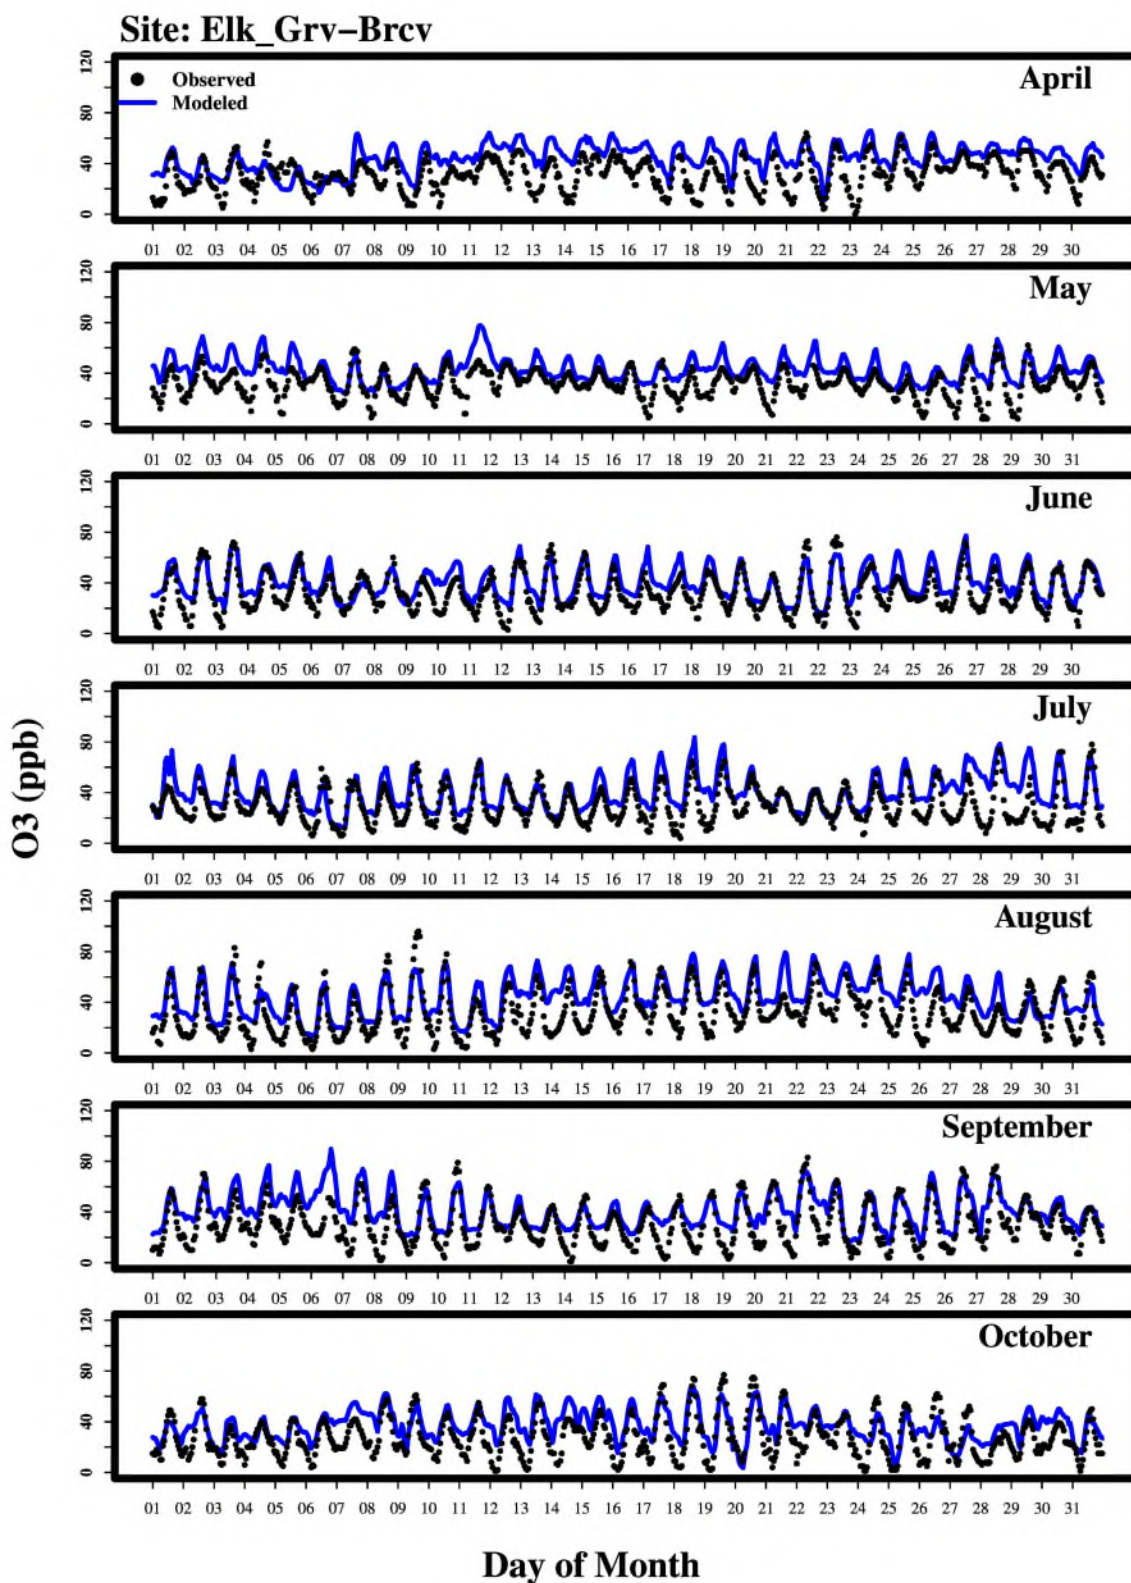 Site: Elk_Grv−Brcv
O3 (ppb)
0 40 80 120
Observed
Modeled
April
01 02 03 04 05 06 07 08 09 10 11 12 13 14 15 16 17 18 19 20 21 22 23 24 25 26 27 28 29 30
0 40 80 120
May
01 02 03 04 05 06 07 08 09 10 11 12 13 14 15 16 17 18 19 20 21 22 23 24 25 26 27 28 29 30 31
0 40 80 120
June
01 02 03 04 05 06 07 08 09 10 11 12 13 14 15 16 17 18 19 20 21 22 23 24 25 26 27 28 29 30
0 40 80 120
July
01 02 03 04 05 06 07 08 09 10 11 12 13 14 15 16 17 18 19 20 21 22 23 24 25 26 27 28 29 30 31
0 40 80 120
August
01 02 03 04 05 06 07 08 09 10 11 12 13 14 15 16 17 18 19 20 21 22 23 24 25 26 27 28 29 30 31
0 40 80 120
September
01 02 03 04 05 06 07 08 09 10 11 12 13 14 15 16 17 18 19 20 21 22 23 24 25 26 27 28 29 30
0 40 80 120
October
01 02 03 04 05 06 07 08 09 10 11 12 13 14 15 16 17 18 19 20 21 22 23 24 25 26 27 28 29 30 31
Day of Month